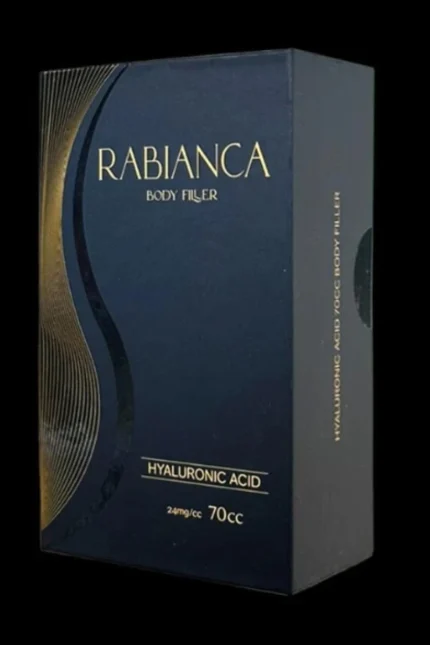 RABIANCA
BODY FILLER
HYALURONIC ACID
24mg/cc 70cc
HYALURONIC ACID 70CC BODY FILLER